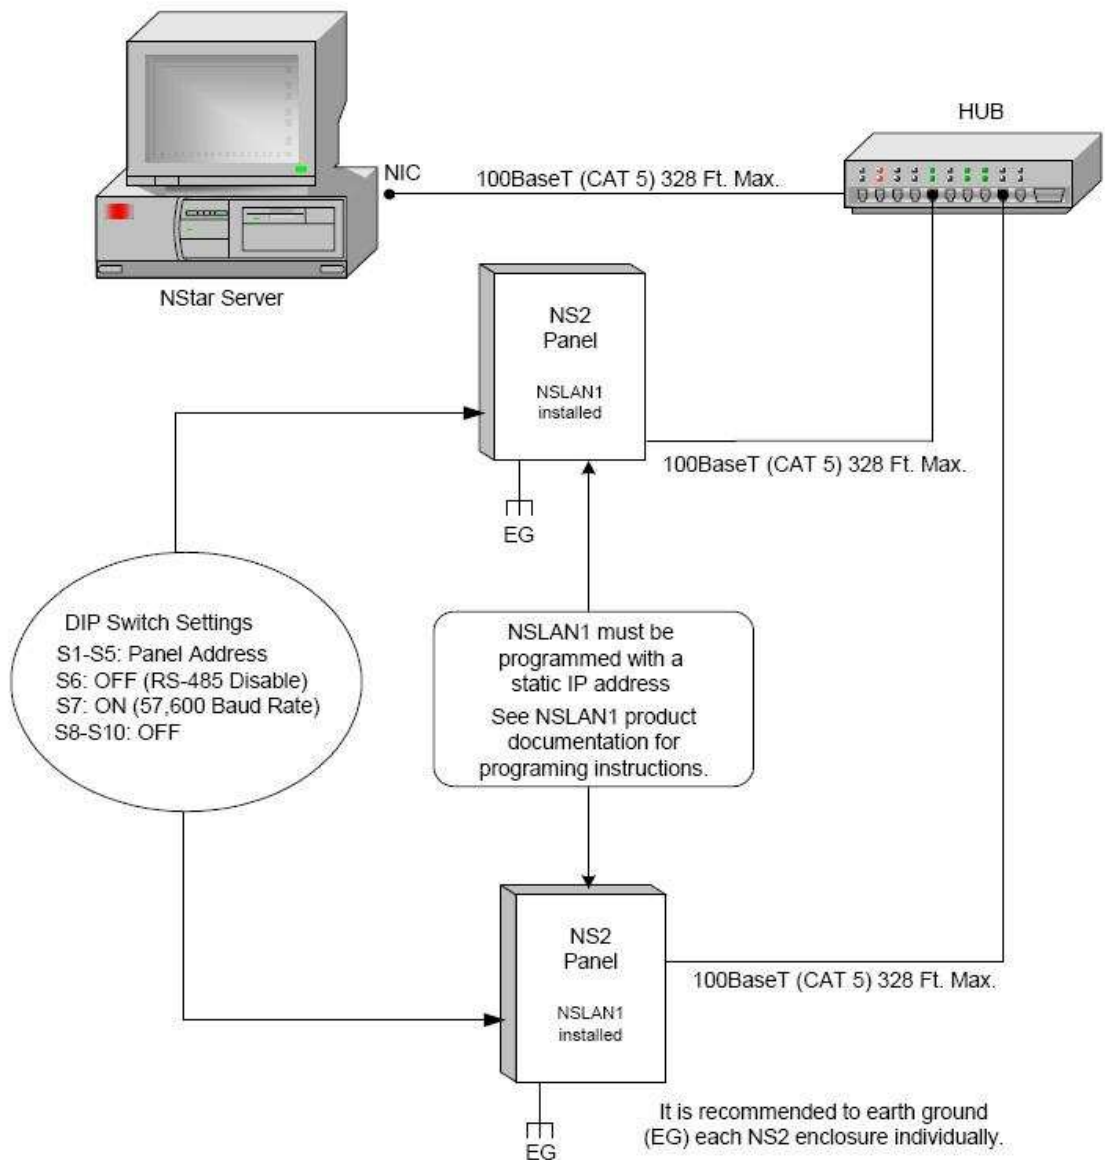 HUB
NIC
100BaseT (CAT 5) 328 Ft. Max.
NStar Server
NS2
Panel
NSLAN1
installed
100BaseT (CAT 5) 328 Ft. Max.
EG
DIP Switch Settings
S1-S5: Panel Address
S6: OFF (RS-485 Disable)
S7: ON (57,600 Baud Rate)
S8-S10: OFF
NSLAN1 must be
programmed with a
static IP address
See NSLAN1 product
documentation for
programing instructions.
NS2
Panel
NSLAN1
installed
100BaseT (CAT 5) 328 Ft. Max.
EG
It is recommended to earth ground
(EG) each NS2 enclosure individually.